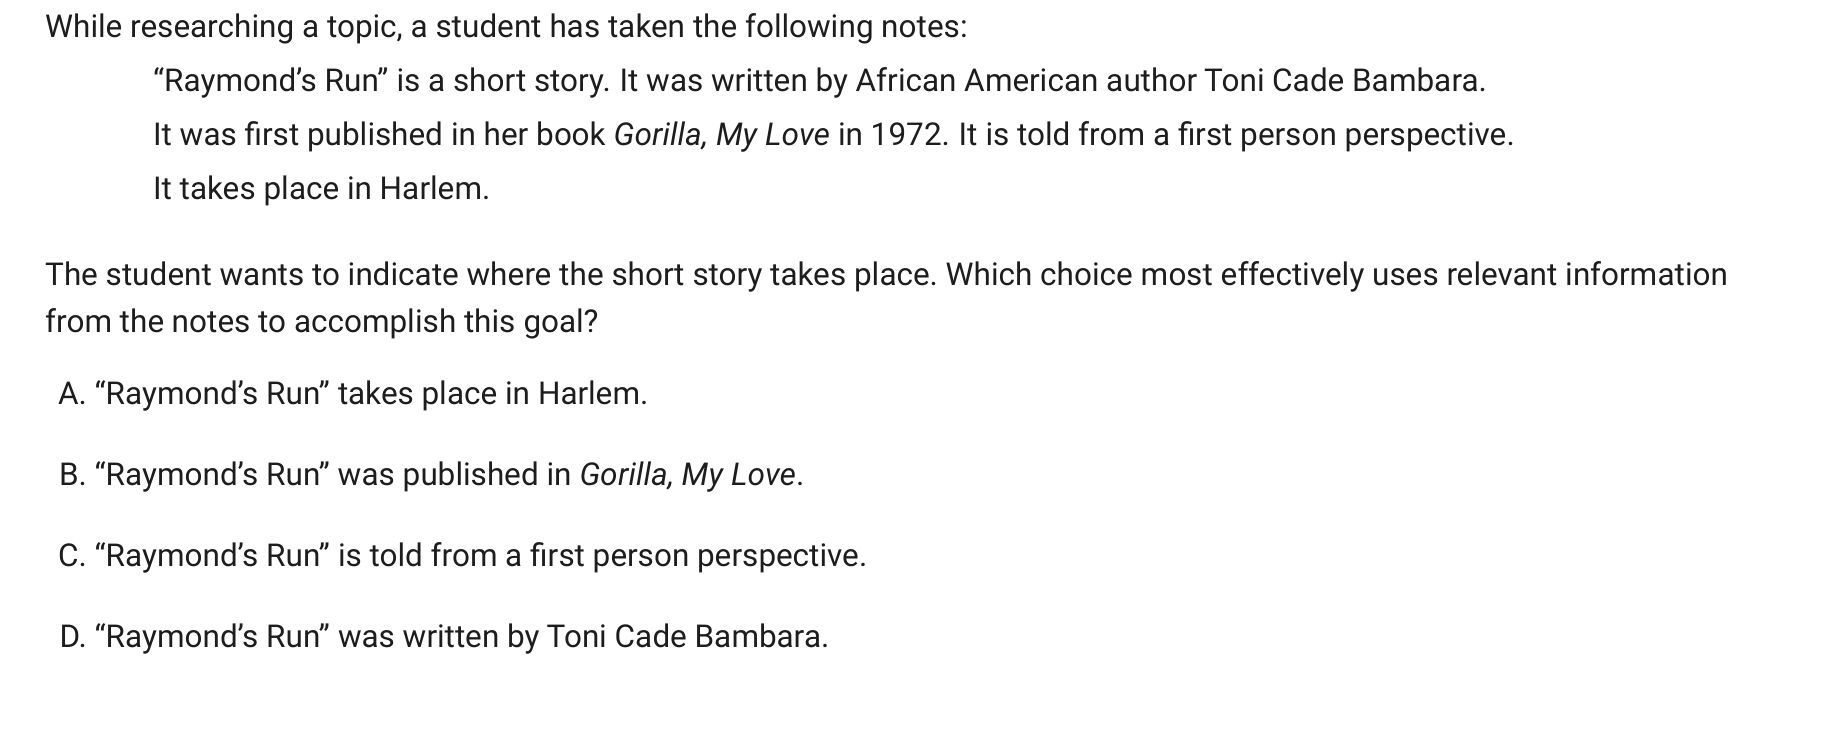 While researching a topic, a student has taken the following notes:
“Raymond’s Run” is a short story. It was written by African American author Toni Cade Bambara.
It was first published in her book Gorilla, My Love in 1972. It is told from a first person perspective.
It takes place in Harlem.
The student wants to indicate where the short story takes place. Which choice most effectively uses relevant information
from the notes to accomplish this goal?
A. “Raymond’s Run” takes place in Harlem.
B. “Raymond’s Run” was published in Gorilla, My Love.
C. “Raymond’s Run” is told from a first person perspective.
D. “Raymond’s Run” was written by Toni Cade Bambara.